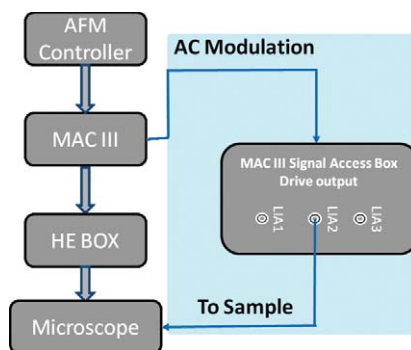 AFM
Controller
AC Modulation
MAC III
MAC III Signal Access Box
Drive output
LIA1
LIA2
LIA3
HE BOX
To Sample
Microscope